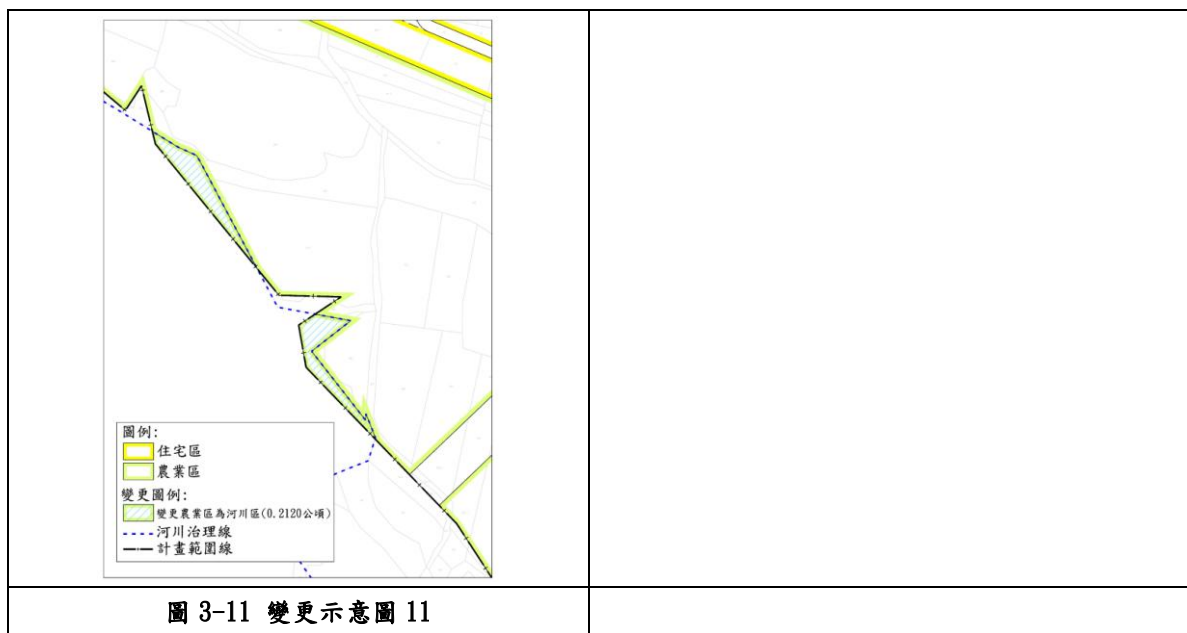 圖例:
住宅區
農業區
變更圖例:
變更農業區為河川區(0.2120公頃)
河川治理線
計畫範圍線
圖 3-11 變更示意圖 11